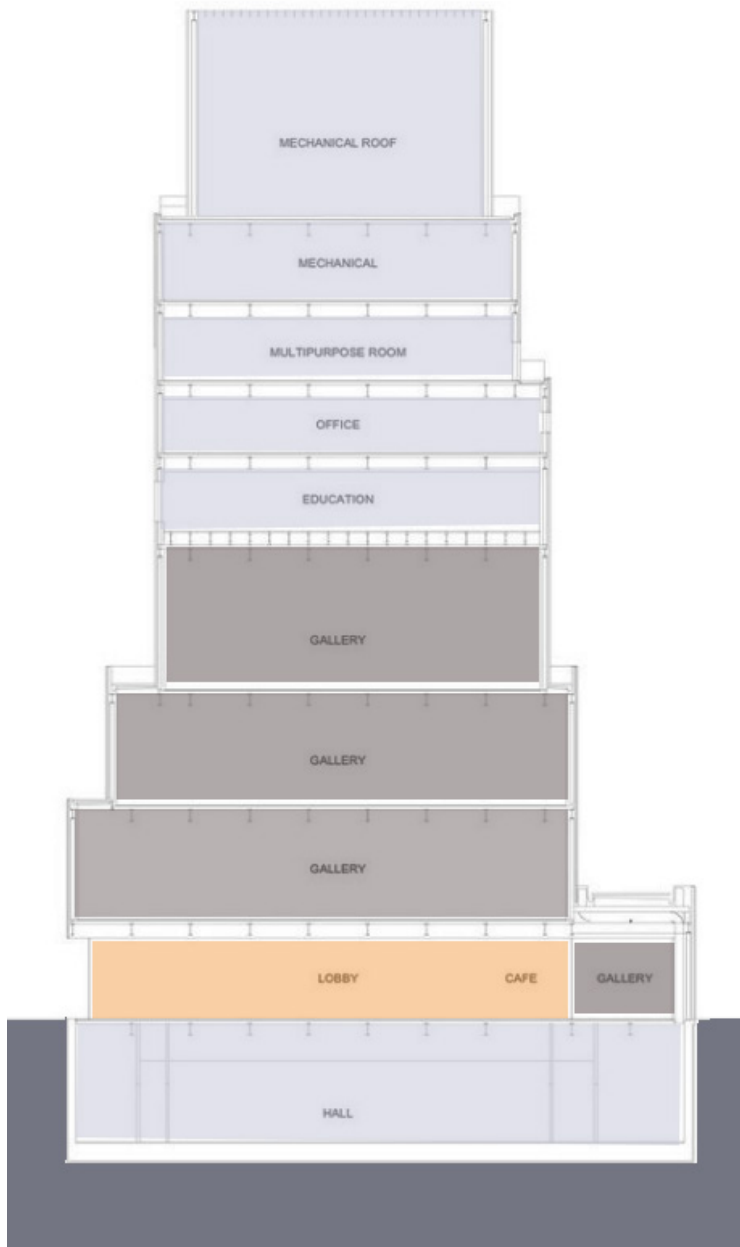 MECHANICAL ROOF
MECHANICAL
MULTIPURPOSE ROOM
OFFICE
EDUCATION
GALLERY
GALLERY
GALLERY
LOBBY CAFE GALLERY
HALL